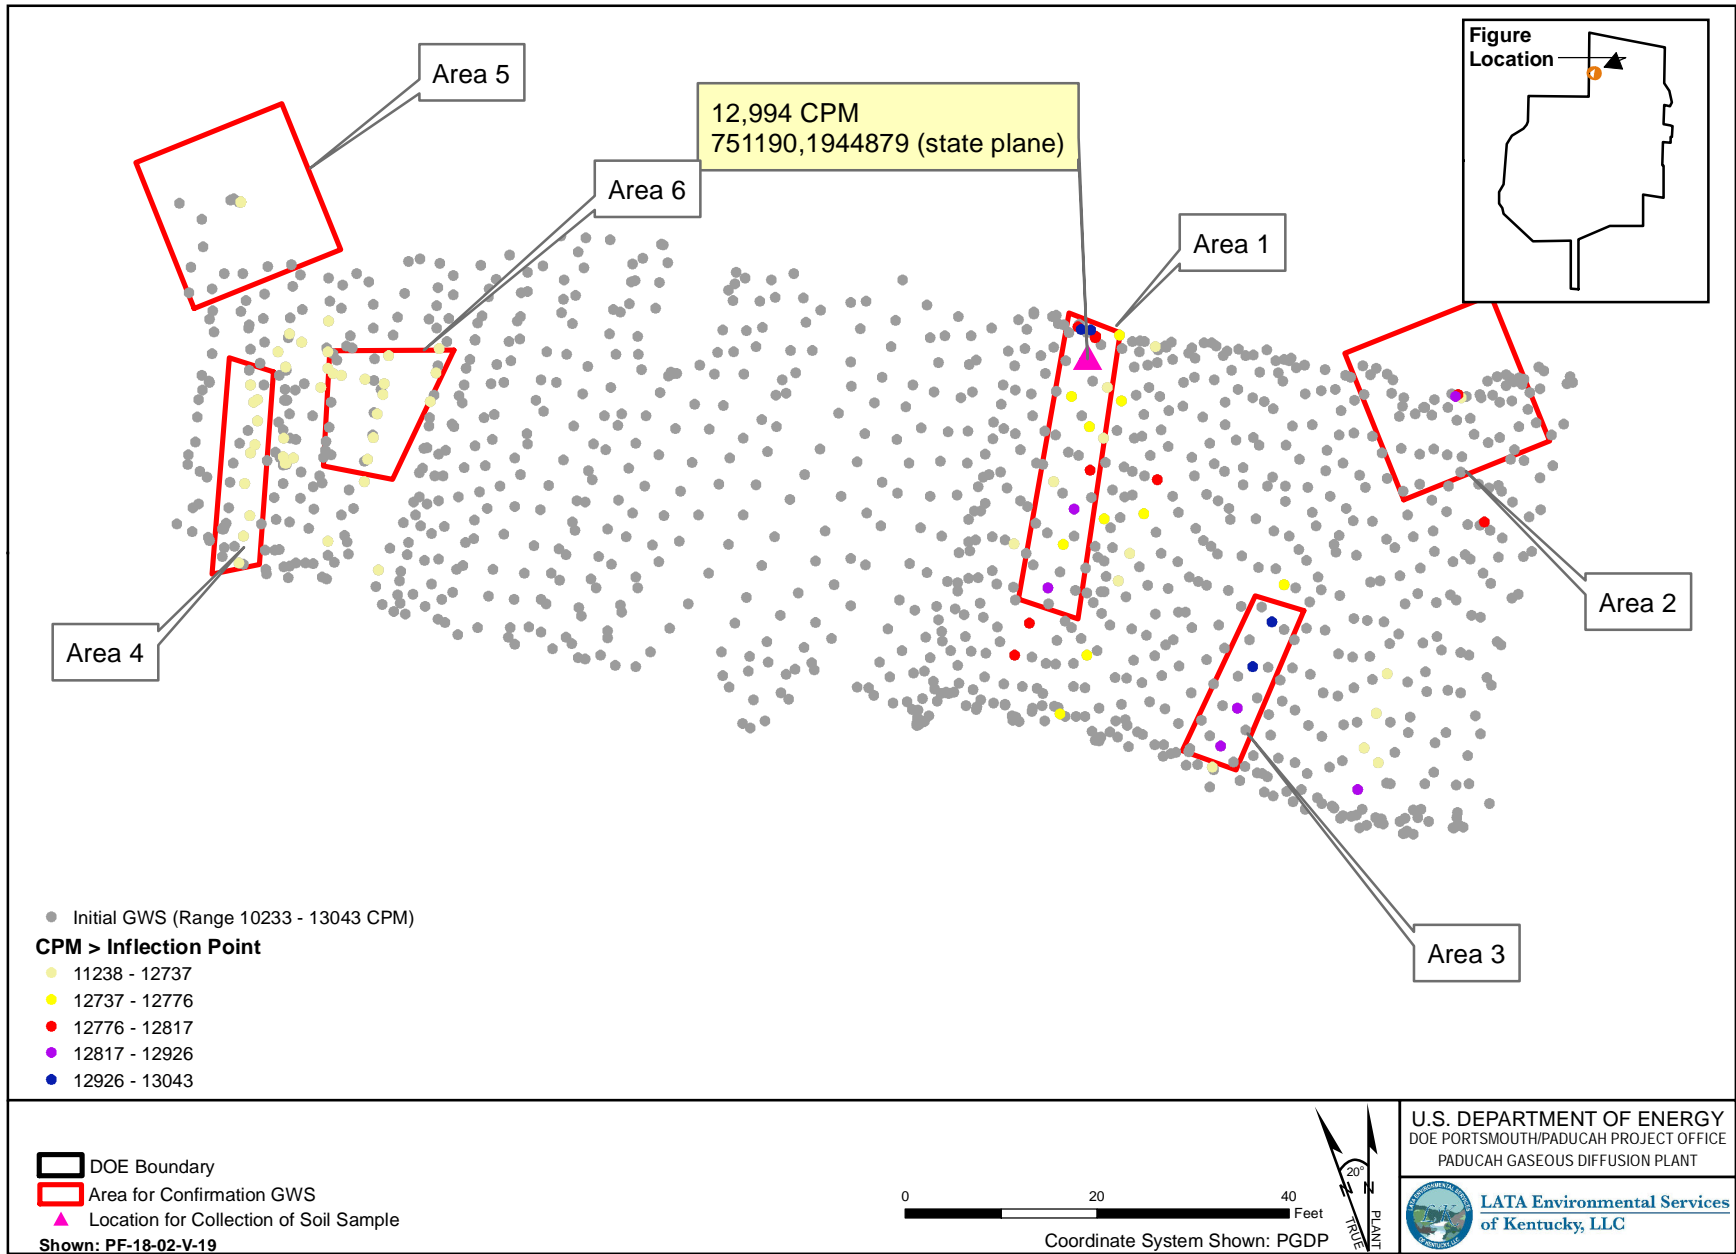 Area 5
Figure
Location
12,994 CPM
751190,1944879 (state plane)
Area 6
Area 1
Area 2
Area 4
Area 3
Initial GWS (Range 10233 - 13043 CPM)
CPM > Inflection Point
11238 - 12737
12737 - 12776
12776 - 12817
12817 - 12926
12926 - 13043
DOE Boundary
Area for Confirmation GWS
Location for Collection of Soil Sample
Shown: PF-18-02-V-19
0 20 40
Feet
Coordinate System Shown: PGDP
20°
N N
TRUE
PLANT
U.S. DEPARTMENT OF ENERGY
DOE PORTSMOUTH/PADUCAH PROJECT OFFICE
PADUCAH GASEOUS DIFFUSION PLANT
LATA Environmental Services
of Kentucky, LLC